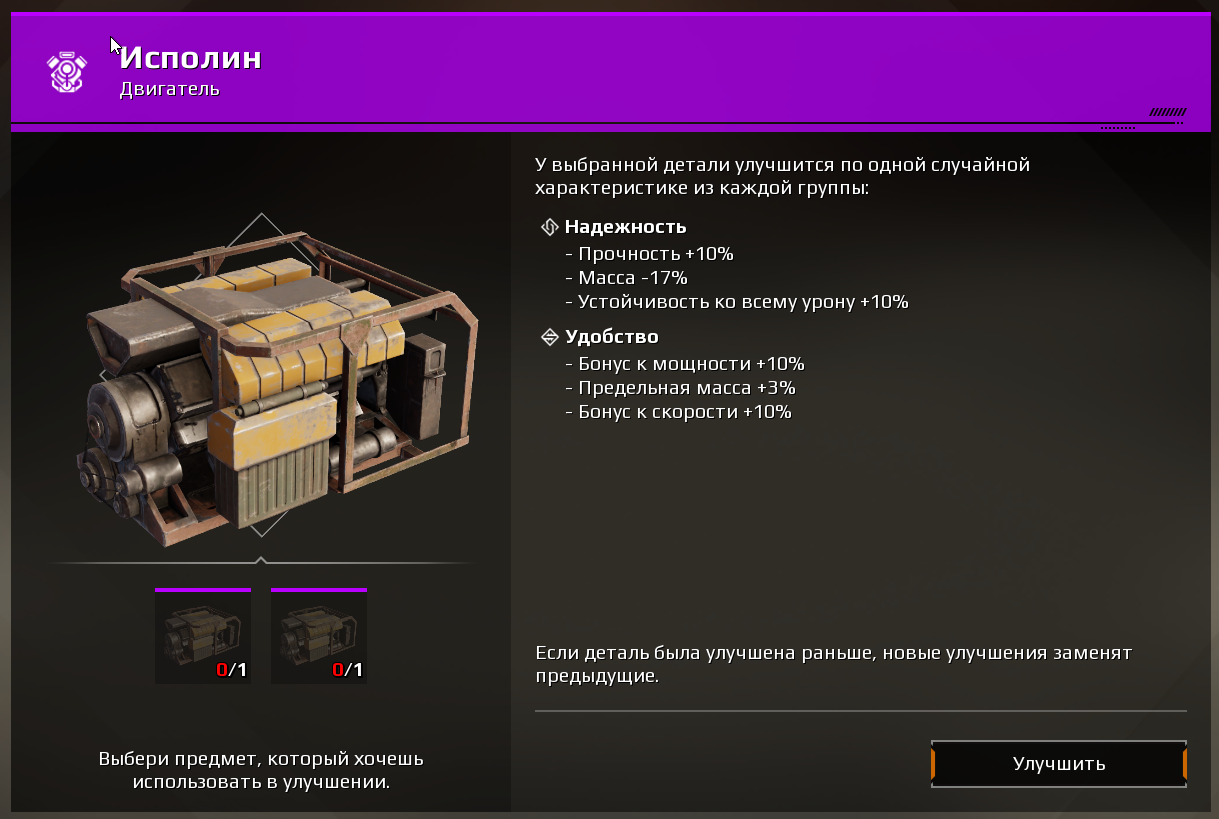 Исполин
Двигатель
У выбранной детали улучшится по одной случайной
характеристике из каждой группы:
Надежность
- Прочность +10%
- Масса -17%
- Устойчивость ко всему урону +10%
Удобство
- Бонус к мощности +10%
- Предельная масса +3%
- Бонус к скорости +10%
0/1
0/1
Если деталь была улучшена раньше, новые улучшения заменят
предыдущие.
Выбери предмет, который хочешь
использовать в улучшении.
Улучшить